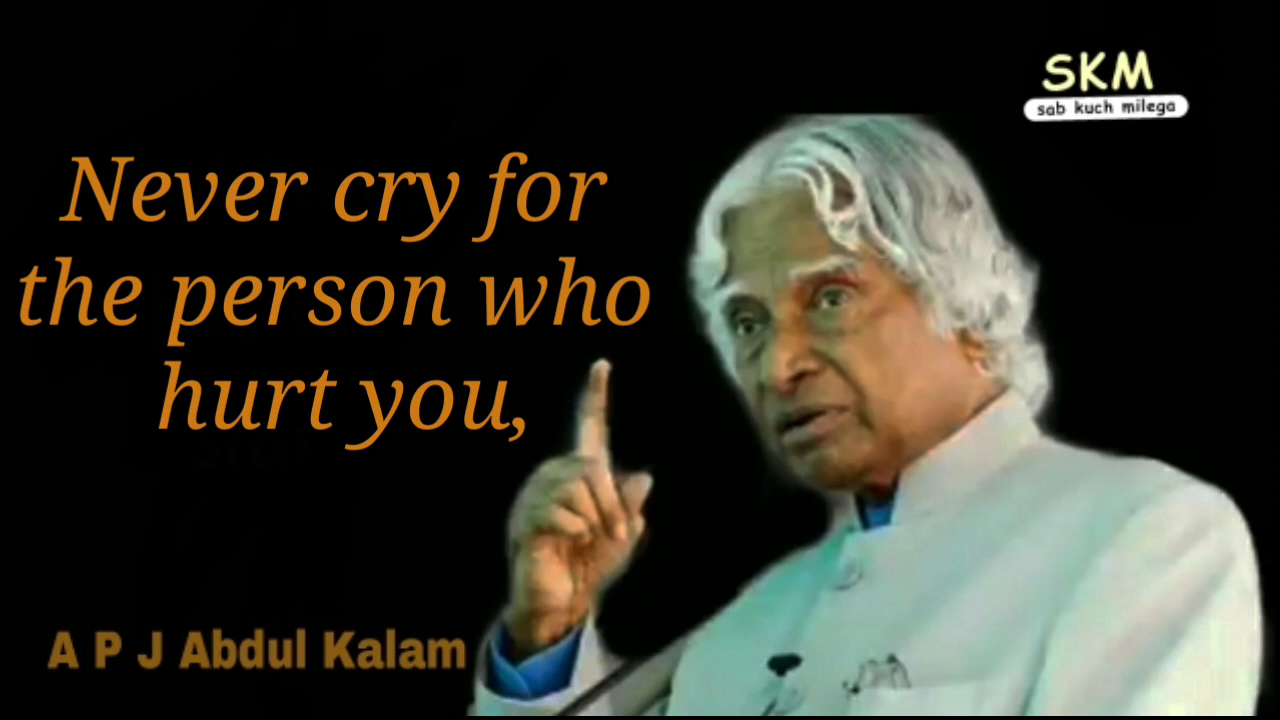 SKM
sab kuch milega
Never cry for
the person who
hurt you,
A P J Abdul Kalam